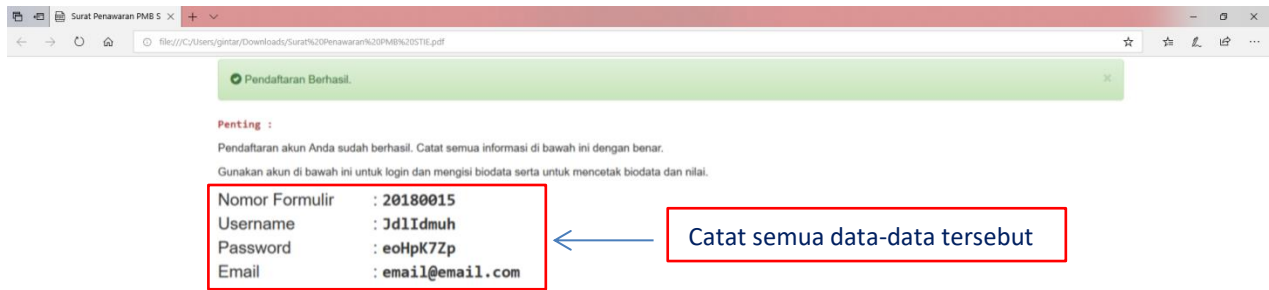 Surat Penawaran PMB S
file:///C:/Users/gintar/Downloads/Surat%20Penawaran%20PMB%20STIE.pdf
Pendaftaran Berhasil.
Penting :
Pendaftaran akun Anda sudah berhasil. Catat semua informasi di bawah ini dengan benar.
Gunakan akun di bawah ini untuk login dan mengisi biodata serta untuk mencetak biodata dan nilai.
Nomor Formulir : 20180015
Username : JdlIdmuh
Password : eoHpK7Zp
Email : email@email.com
Catat semua data-data tersebut